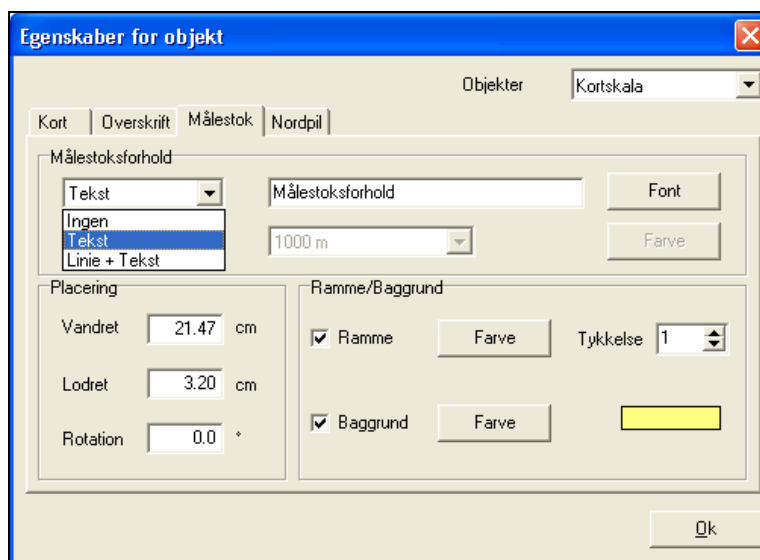 Egenskaber for objekt
Objekter Kortskala
Kort Overskrift Målestok Nordpil
Målestoksforhold
Tekst Målestoksforhold Font
Ingen
Tekst 1000 m Farve
Linie + Tekst
Placering Ramme/Baggrund
Vandret 21.47 cm Ramme Farve Tykkelse 1
Lodret 3.20 cm
Rotation 0.0 ° Baggrund Farve
Ok